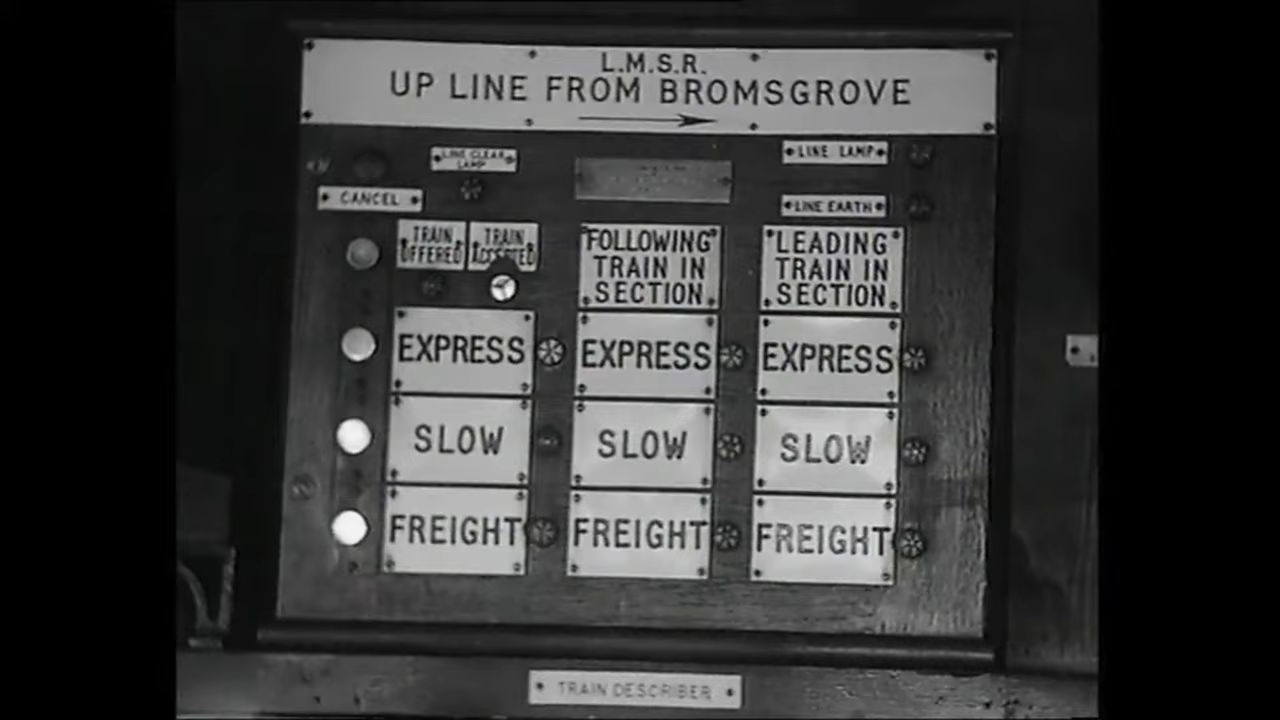 L.M.S.R.
UP LINE FROM BROMSGROVE
LINE CLEAR
LAMP
LINE LAMP
CANCEL
LINE EARTH
TRAIN
OFFERED
TRAIN
ACCEPTED
FOLLOWING
TRAIN IN
SECTION
LEADING
TRAIN IN
SECTION
EXPRESS
EXPRESS
EXPRESS
SLOW
SLOW
SLOW
FREIGHT
FREIGHT
FREIGHT
TRAIN DESCRIBER